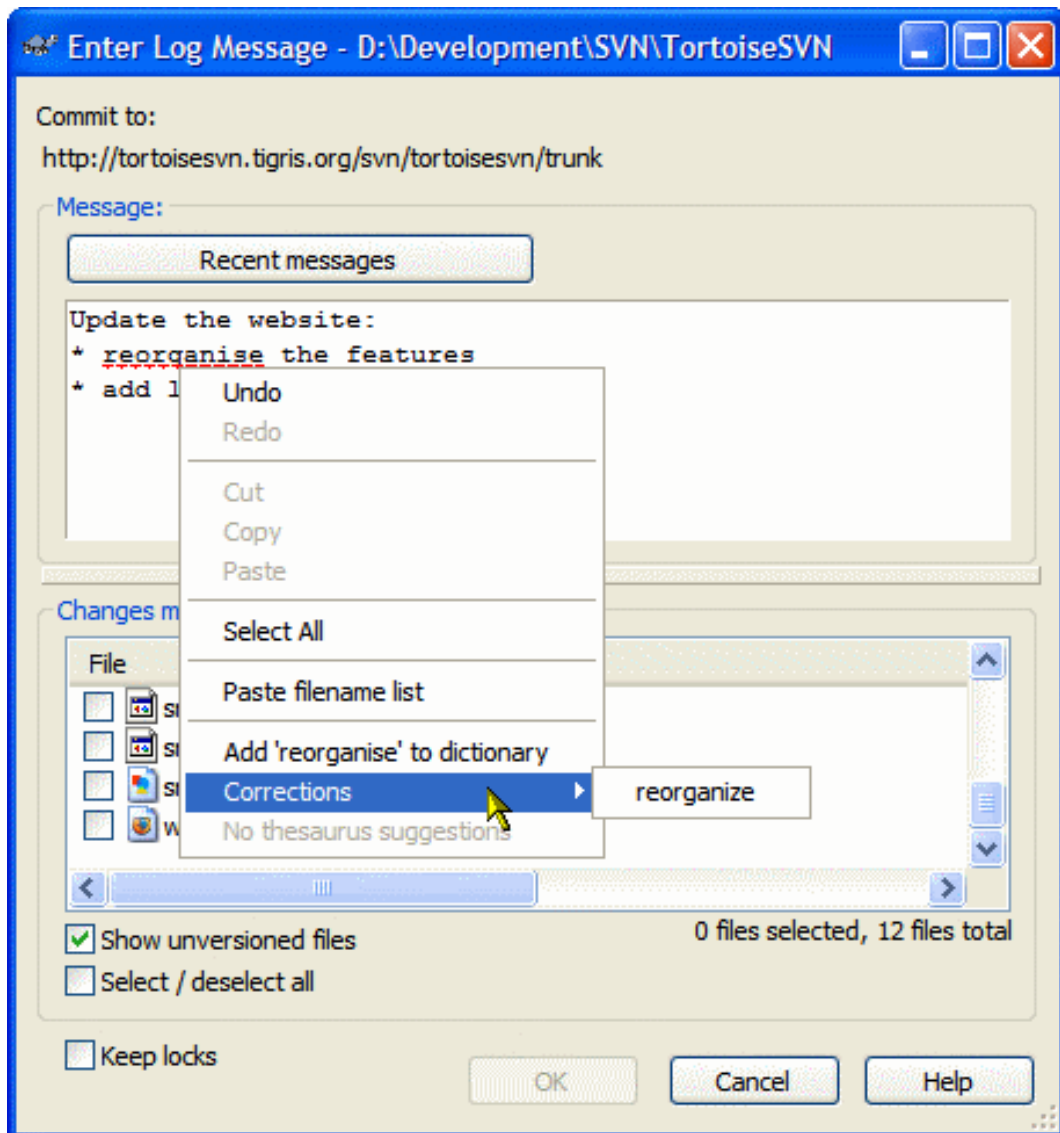 Enter Log Message - D:\Development\SVN\TortoiseSVN
Commit to:
http://tortoisesvn.tigris.org/svn/tortoisesvn/trunk
Message:
Recent messages
Update the website:
* reorganise the features
* add
Undo
Redo
Cut
Copy
Paste
Changes
Select All
File
Paste filename list
Add 'reorganise' to dictionary
Corrections
reorganize
No thesaurus suggestions
Show unversioned files
0 files selected, 12 files total
Select / deselect all
Keep locks
OK
Cancel
Help